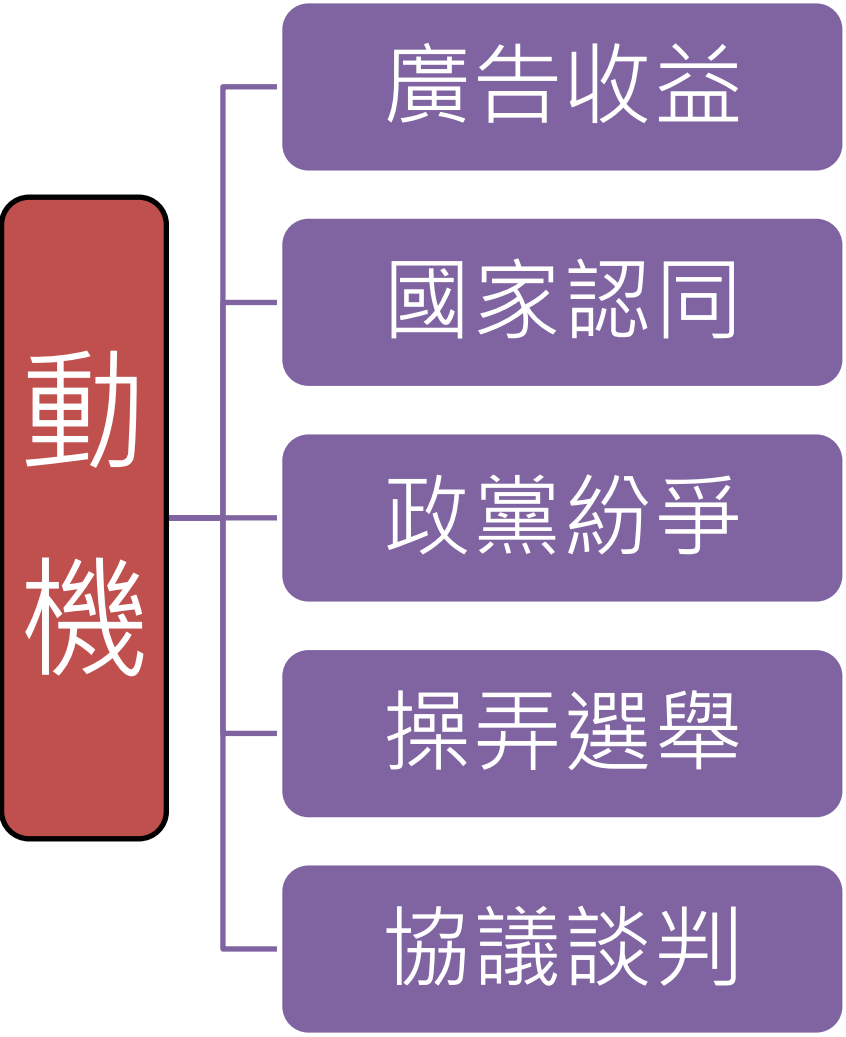 動機
廣告收益
國家認同
政黨紛爭
操弄選舉
協議談判